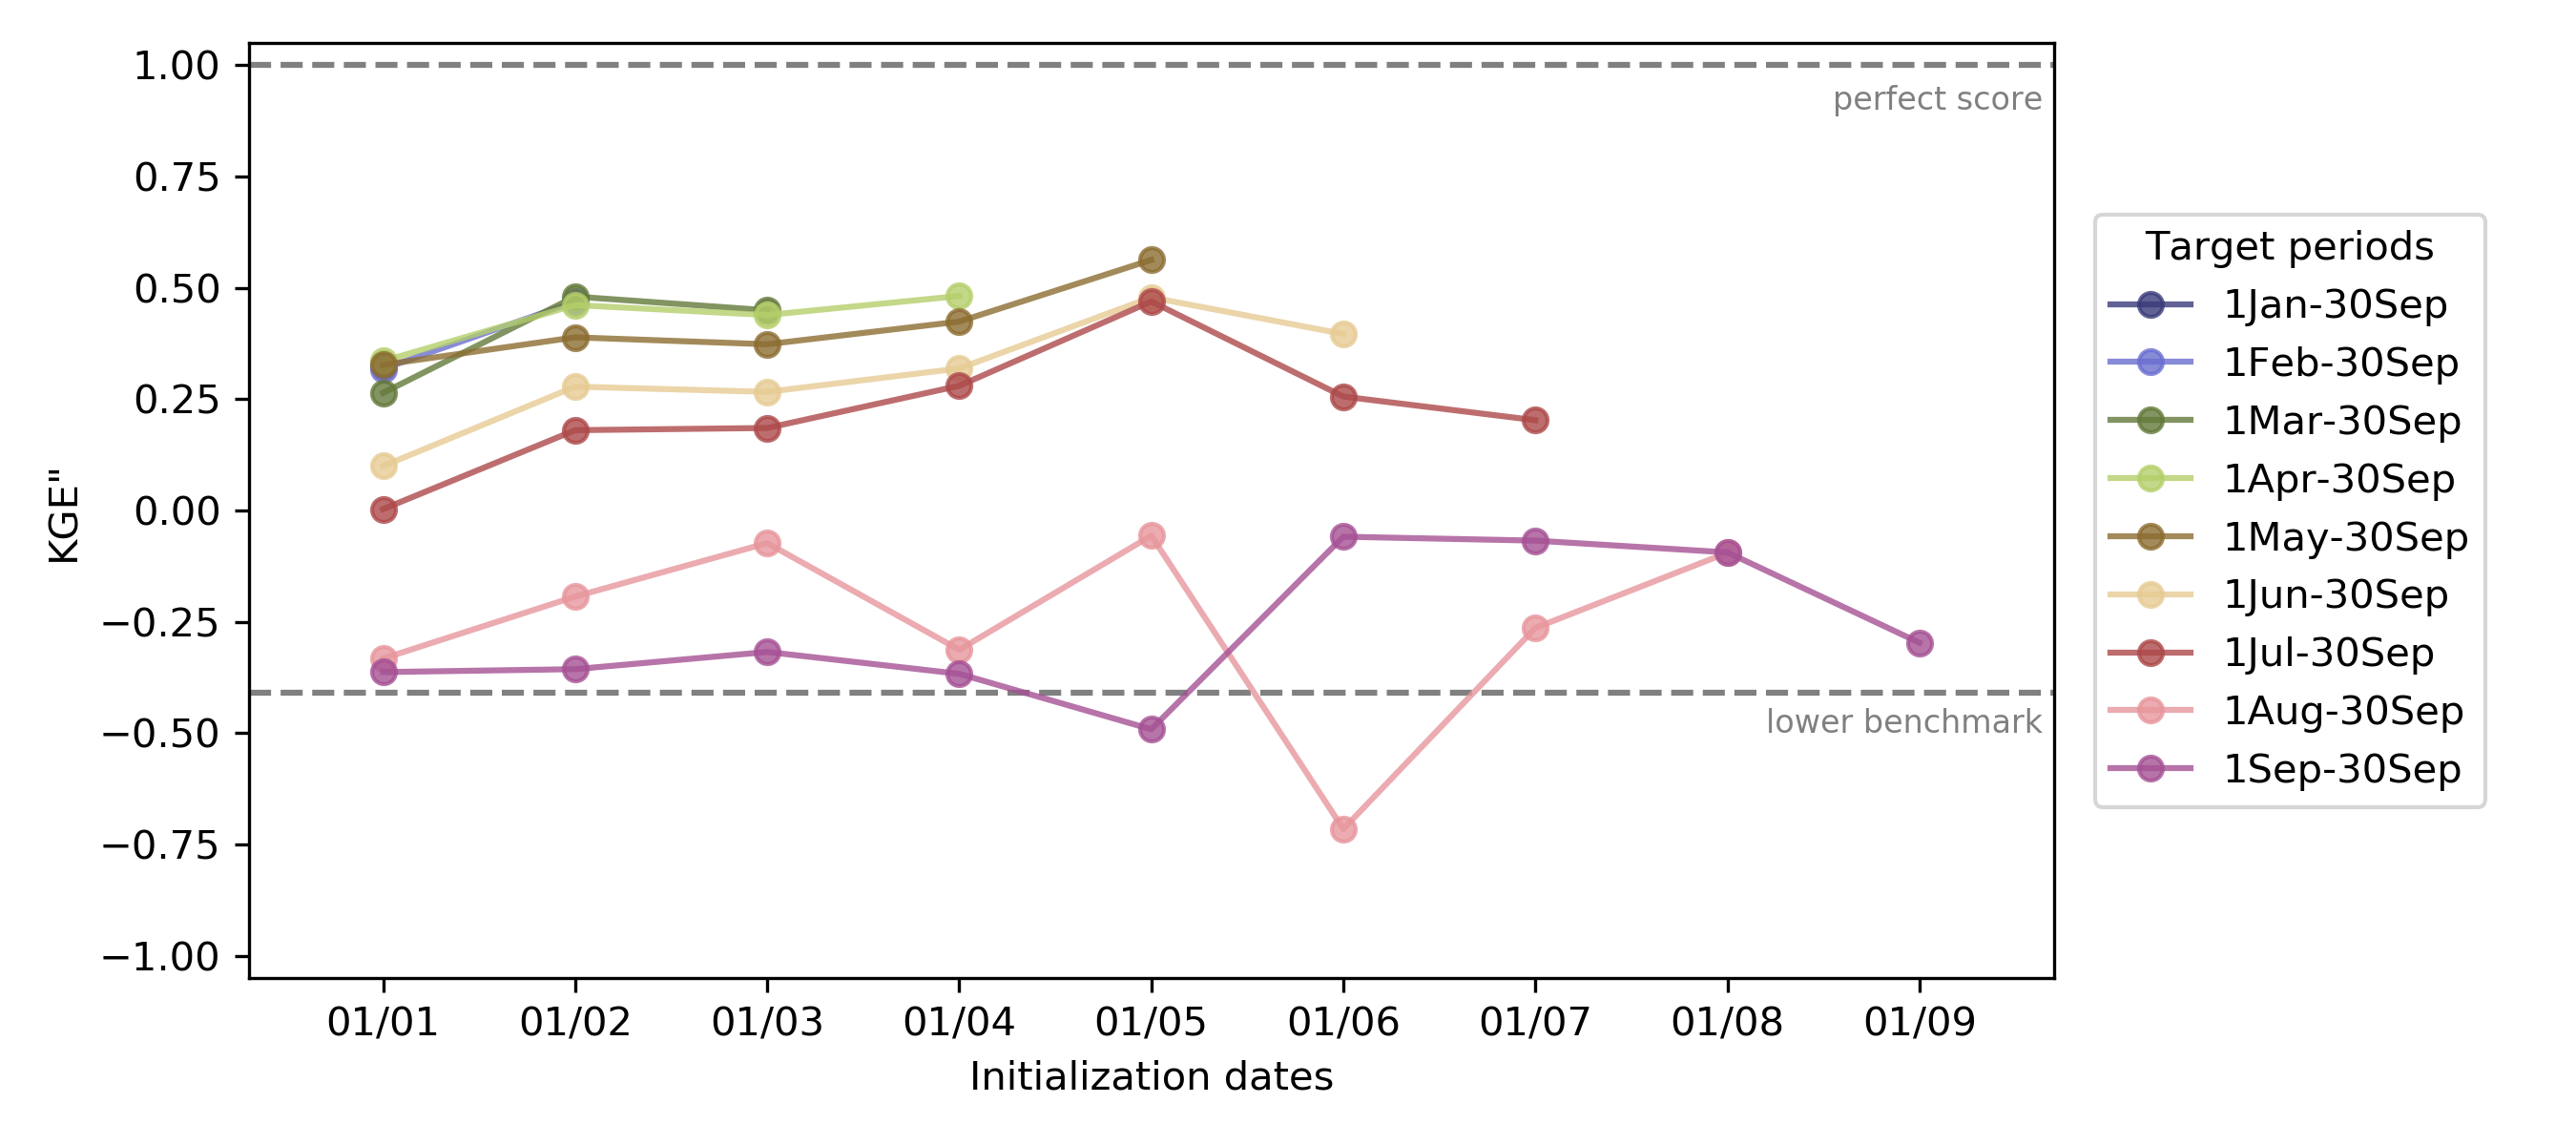 1.00
0.75
0.50
0.25
0.00
−0.25
−0.50
−0.75
−1.00
KGE"
perfect score
lower benchmark
01/01 01/02 01/03 01/04 01/05 01/06 01/07 01/08 01/09
Initialization dates
Target periods
1Jan-30Sep
1Feb-30Sep
1Mar-30Sep
1Apr-30Sep
1May-30Sep
1Jun-30Sep
1Jul-30Sep
1Aug-30Sep
1Sep-30Sep